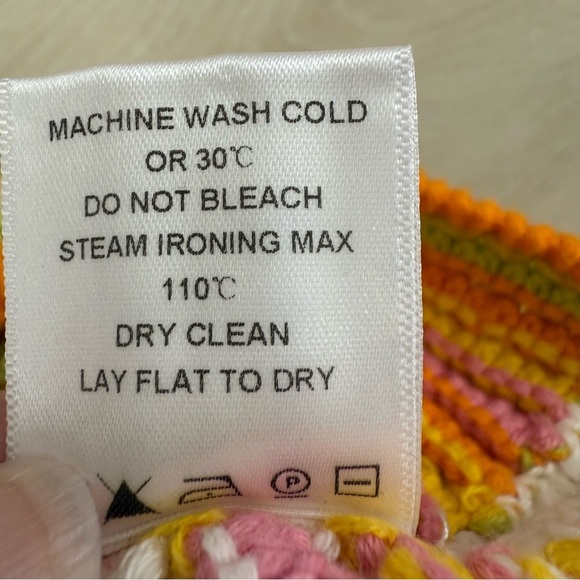 MACHINE WASH COLD
OR 30℃
DO NOT BLEACH
STEAM IRONING MAX
110℃
DRY CLEAN
LAY FLAT TO DRY
P